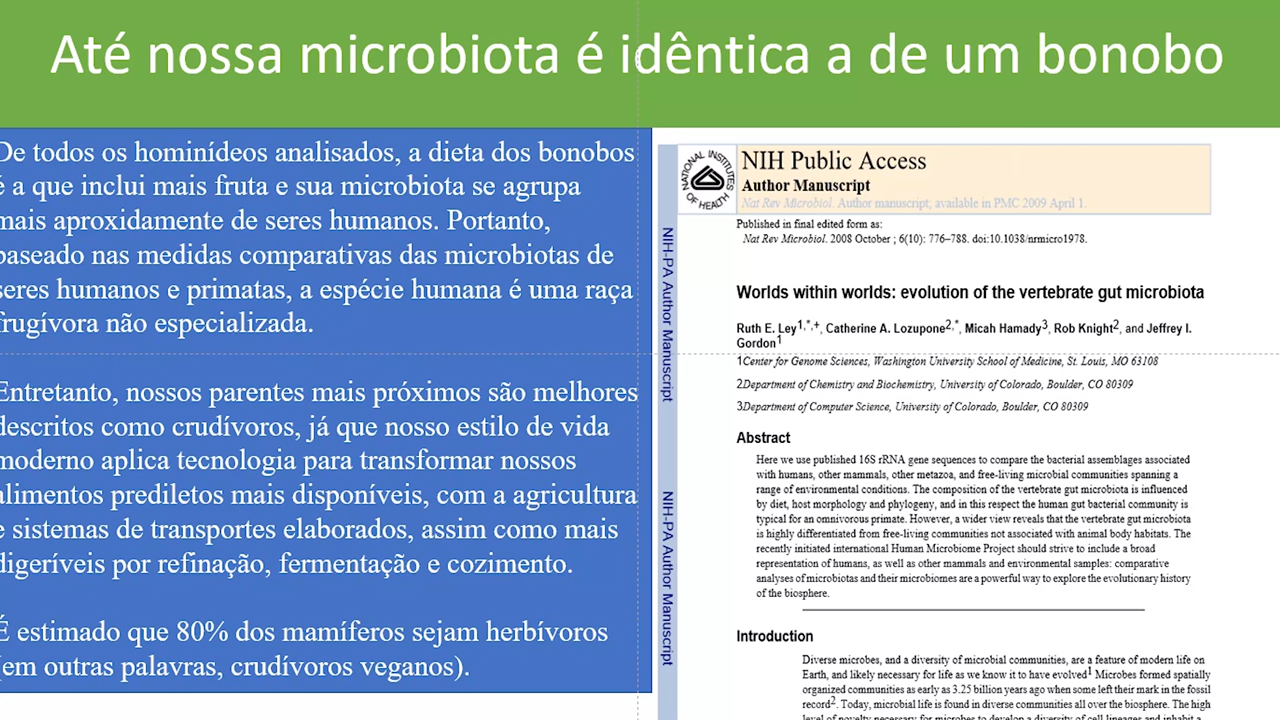 Até nossa microbiota é idêntica a de um bonobo
De todos os hominídeos analisados, a dieta dos bonobos
é a que inclui mais fruta e sua microbiota se agrupa
mais aproxidamente de seres humanos. Portanto,
baseado nas medidas comparativas das microbiotas de
seres humanos e primatas, a espécie humana é uma raça
frugívora não especializada.
Entretanto, nossos parentes mais próximos são melhores
descritos como crudívoros, já que nosso estilo de vida
moderno aplica tecnologia para transformar nossos
alimentos prediletos mais disponíveis, com a agricultura
e sistemas de transportes elaborados, assim como mais
digeríveis por refinação, fermentação e cozimento.
É estimado que 80% dos mamíferos sejam herbívoros
(em outras palavras, crudívoros veganos).
NATIONAL INSTITUTES OF HEALTH
NIH Public Access
Author Manuscript
Nat Rev Microbiol. Author manuscript; available in PMC 2009 April 1.
Published in final edited form as:
Nat Rev Microbiol. 2008 October ; 6(10): 776–788. doi:10.1038/nrmicro1978.
NIH-PA Author Manuscript
NIH-PA Author Manuscript
Worlds within worlds: evolution of the vertebrate gut microbiota
Ruth E. Ley1,*,+, Catherine A. Lozupone2,*, Micah Hamady3, Rob Knight2, and Jeffrey I.
Gordon1
1Center for Genome Sciences, Washington University School of Medicine, St. Louis, MO 63108
2Department of Chemistry and Biochemistry, University of Colorado, Boulder, CO 80309
3Department of Computer Science, University of Colorado, Boulder, CO 80309
Abstract
Here we use published 16S rRNA gene sequences to compare the bacterial assemblages associated
with humans, other mammals, other metazoa, and free-living microbial communities spanning a
range of environmental conditions. The composition of the vertebrate gut microbiota is influenced
by diet, host morphology and phylogeny, and in this respect the human gut bacterial community is
typical for an omnivorous primate. However, a wider view reveals that the vertebrate gut microbiota
is highly differentiated from free-living communities not associated with animal body habitats. The
recently initiated international Human Microbiome Project should strive to include a broad
representation of humans, as well as other mammals and environmental samples: comparative
analyses of microbiotas and their microbiomes are a powerful way to explore the evolutionary history
of the biosphere.
Introduction
Diverse microbes, and a diversity of microbial communities, are a feature of modern life on
Earth, and likely necessary for life as we know it to have evolved1 Microbes formed spatially
organized communities as early as 3.25 billion years ago when some left their mark in the fossil
record2. Today, microbial life is found in diverse communities all over the biosphere. The high
level of novelty necessary for microbes to develop a diversity of cell lineages and inhabit a